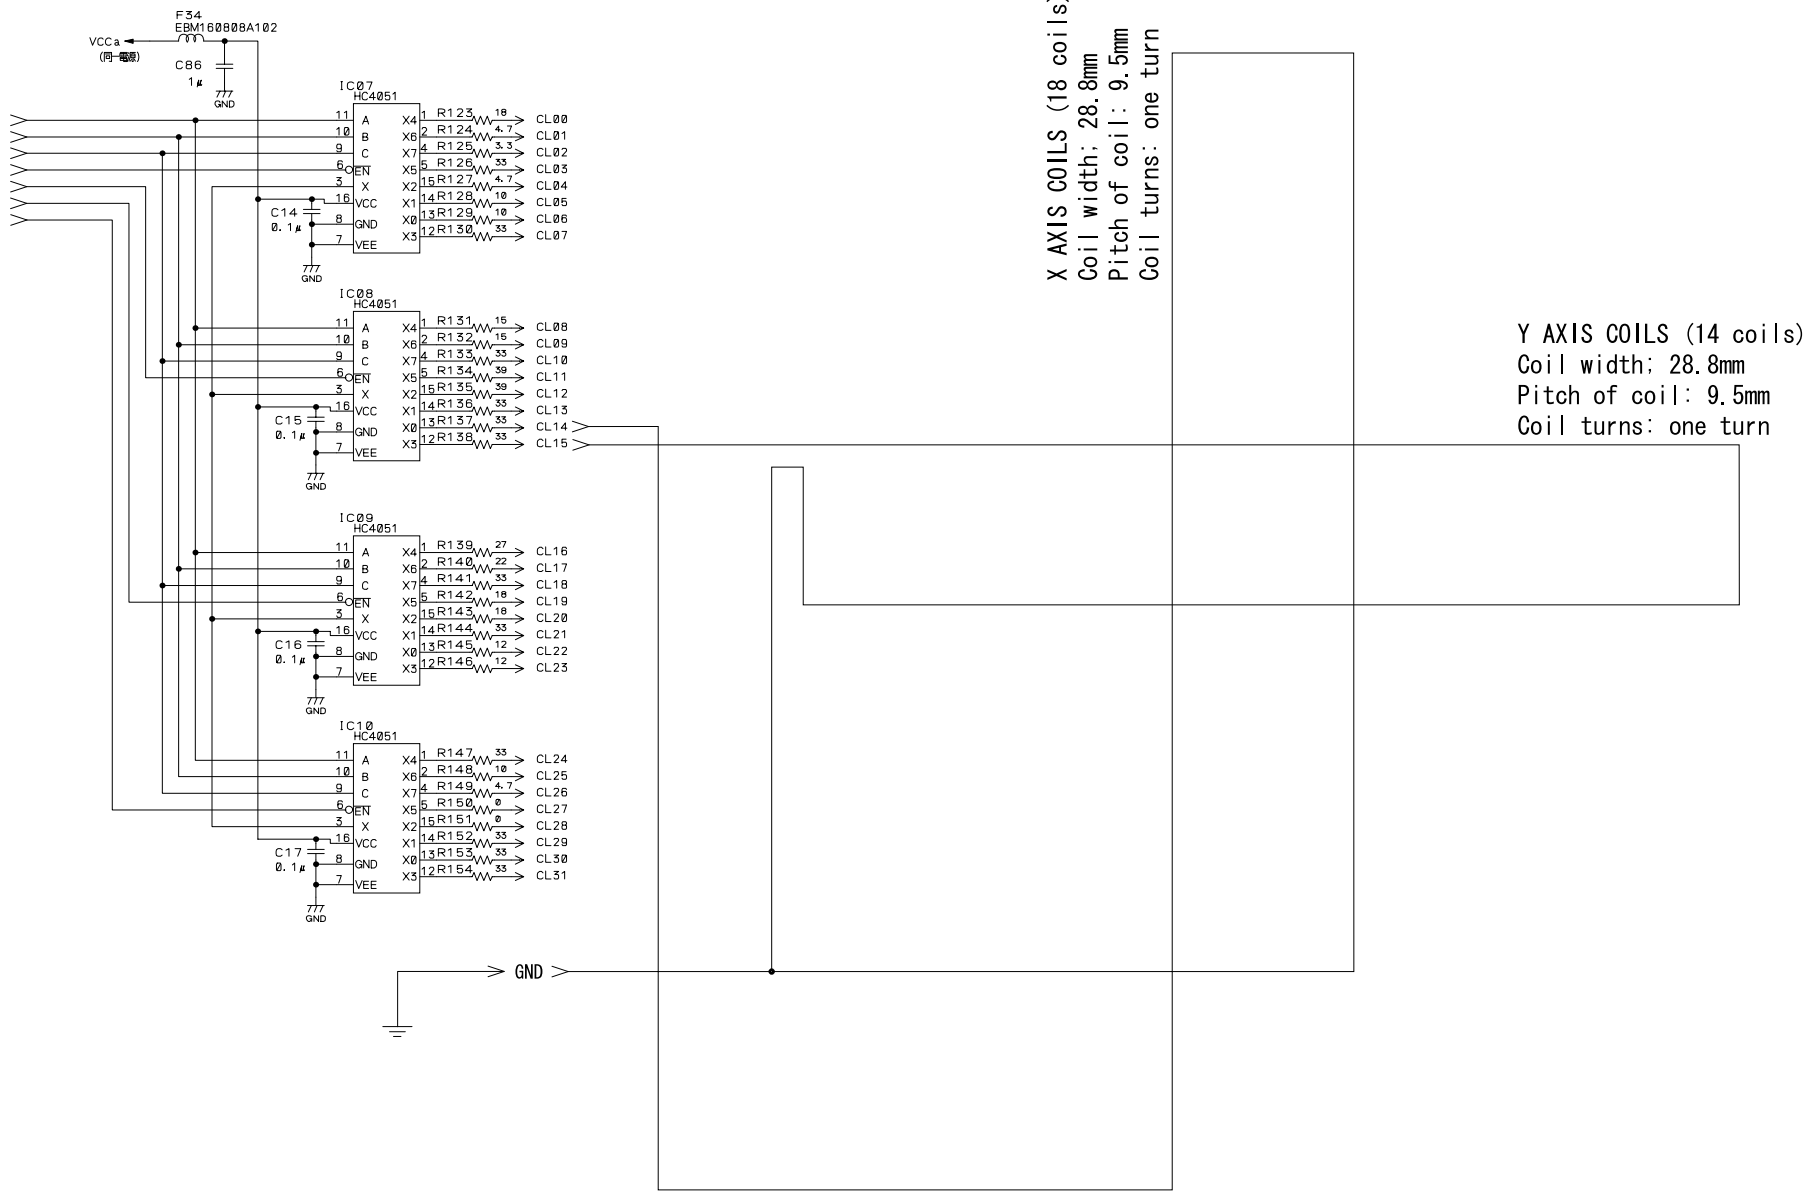 F34
EBM160808A102
VCCa
(同一電源)
C86
1μ
GND
IC07
HC4051
11 A X4 1 R123 18 CL00
10 B X6 2 R124 4.7 CL01
9 C X7 4 R125 3.3 CL02
6 EN X5 5 R126 33 CL03
3 X X2 15 R127 4.7 CL04
16 VCC X1 14 R128 10 CL05
8 GND X0 13 R129 10 CL06
7 VEE X3 12 R130 33 CL07
C14
0.1μ
GND
IC08
HC4051
11 A X4 1 R131 15 CL08
10 B X6 2 R132 15 CL09
9 C X7 4 R133 33 CL10
6 EN X5 5 R134 39 CL11
3 X X2 15 R135 39 CL12
16 VCC X1 14 R136 33 CL13
8 GND X0 13 R137 33 CL14
7 VEE X3 12 R138 33 CL15
C15
0.1μ
GND
IC09
HC4051
11 A X4 1 R139 27 CL16
10 B X6 2 R140 22 CL17
9 C X7 4 R141 33 CL18
6 EN X5 5 R142 18 CL19
3 X X2 15 R143 18 CL20
16 VCC X1 14 R144 33 CL21
8 GND X0 13 R145 12 CL22
7 VEE X3 12 R146 12 CL23
C16
0.1μ
GND
IC10
HC4051
11 A X4 1 R147 33 CL24
10 B X6 2 R148 10 CL25
9 C X7 4 R149 4.7 CL26
6 EN X5 5 R150 0 CL27
3 X X2 15 R151 0 CL28
16 VCC X1 14 R152 33 CL29
8 GND X0 13 R153 33 CL30
7 VEE X3 12 R154 33 CL31
C17
0.1μ
GND
GND
X AXIS COILS (18 coils)
Coil width; 28.8mm
Pitch of coil: 9.5mm
Coil turns: one turn
Y AXIS COILS (14 coils)
Coil width; 28.8mm
Pitch of coil: 9.5mm
Coil turns: one turn